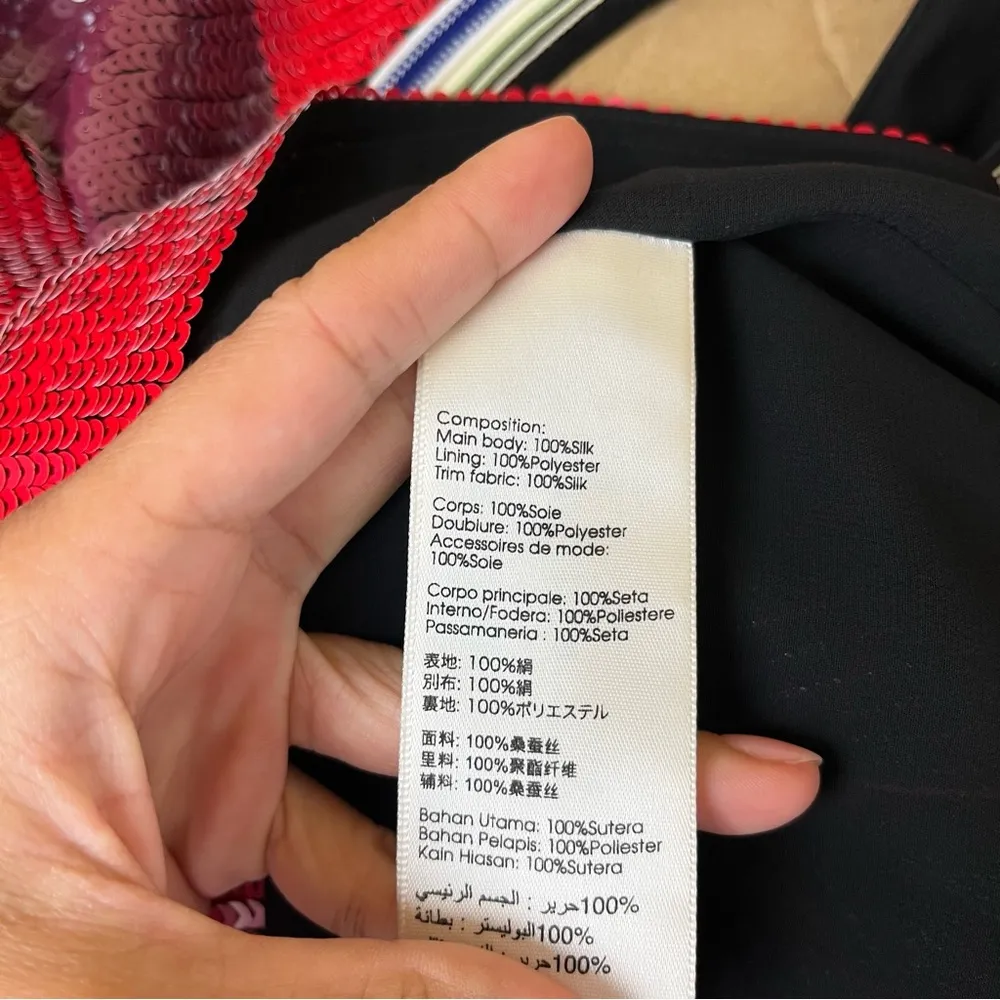 Composition:
Main body: 100%Silk
Lining: 100%Polyester
Trim fabric: 100%Silk
Corps: 100%Soie
Doublure: 100%Polyester
Accessoires de mode:
100%Soie
Corpo principale: 100%Seta
Interno/Fodera: 100%Poliestere
Passamaneria : 100%Seta
表地: 100%絹
別布: 100%絹
裏地: 100%ポリエステル
面料: 100%桑蚕丝
里料: 100%聚酯纤维
辅料: 100%桑蚕丝
Bahan Utama: 100%Sutera
Bahan Pelapis: 100%Poliester
Kain Hiasan: 100%Sutera
الجسم الرئيسي : حرير100%
بطانة : البوليستر100%
حرير100%